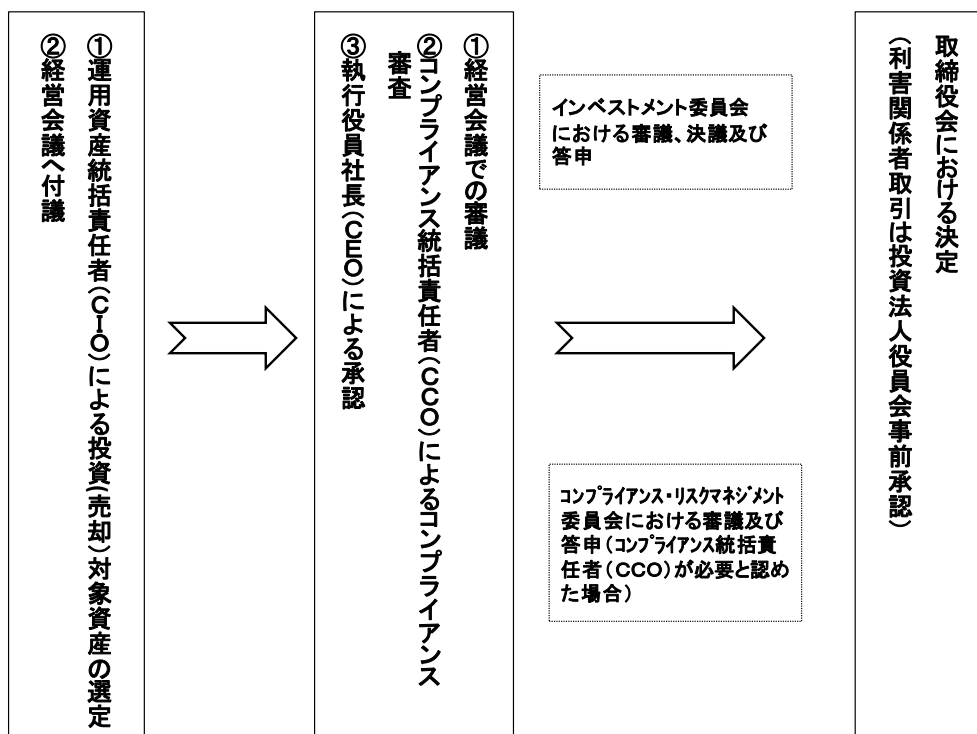 ①運用資産統括責任者(CIO)による投資(売却)対象資産の選定
②経営会議へ付議
①経営会議での審議
②コンプライアンス統括責任者(CCO)によるコンプライアンス
審査
③執行役員社長(CEO)による承認
インベストメント委員会
における審議、決議及び
答申
コンプライアンス・リスクマネジメント
委員会における審議及び
答申(コンプライアンス統括責
任者(CCO)が必要と認め
た場合)
取締役会における決定
(利害関係者取引は投資法人役員会事前承認)